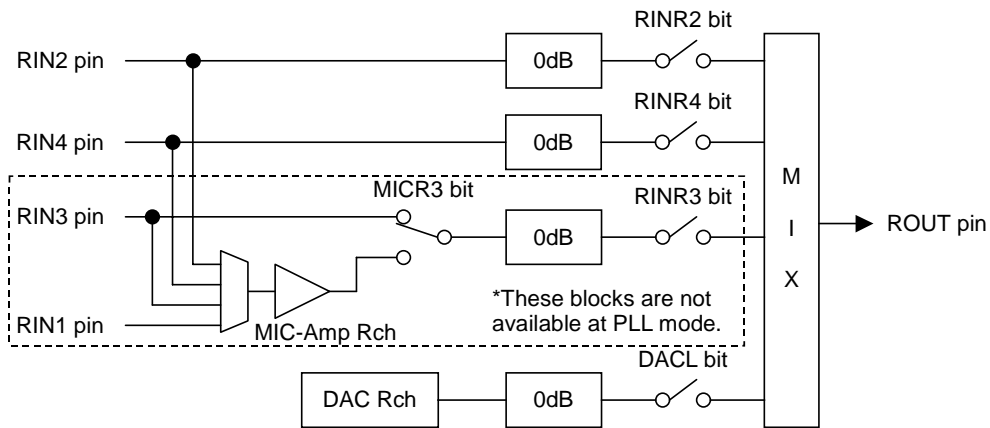 RINR2 bit
RIN2 pin
0dB
RINR4 bit
RIN4 pin
0dB
M
I
X
MICR3 bit
RINR3 bit
RIN3 pin
0dB
ROUT pin
*These blocks are not
available at PLL mode.
RIN1 pin
MIC-Amp Rch
DACL bit
DAC Rch
0dB